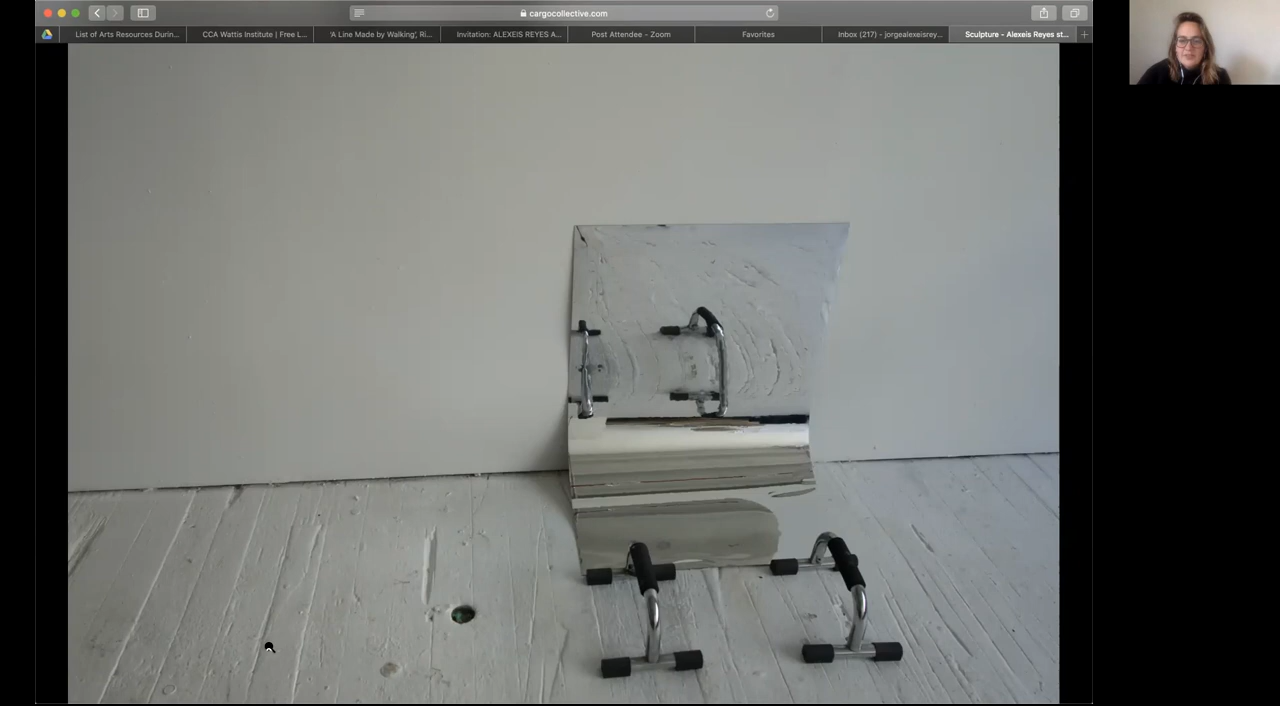 cargocollective.com
List of Arts Resources Durin...
CCA Wattis Institute | Free L...
'A Line Made by Walking', Ri...
Invitation: ALEXEIS REYES A...
Post Attendee - Zoom
Favorites
Inbox (217) - jorgealexeisrey...
Sculpture - Alexeis Reyes st...